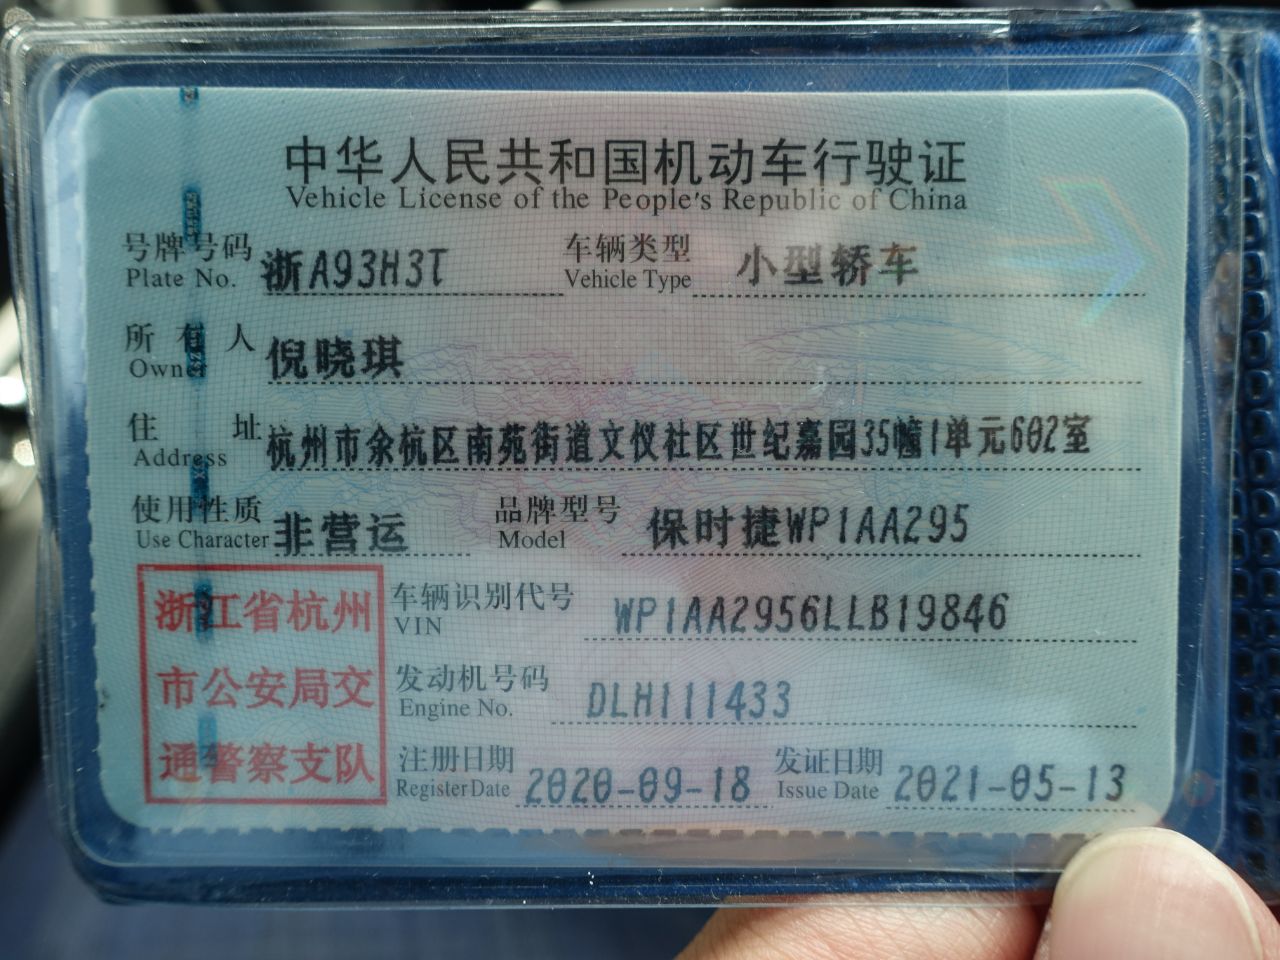 中华人民共和国机动车行驶证
Vehicle License of the People's Republic of China
号牌号码 浙A93H3T 车辆类型 小型轿车
Plate No. Vehicle Type
所有人 倪晓琪
Owner
住址 杭州市余杭区南苑街道文仪社区世纪嘉园35幢1单元602室
Address
使用性质 非营运 品牌型号 保时捷WP1AA295
Use Character Model
浙江省杭州
市公安局交
通警察支队
车辆识别代号 WP1AA2956LLB19846
VIN
发动机号码 DLH111433
Engine No.
注册日期 2020-09-18 发证日期 2021-05-13
Register Date Issue Date